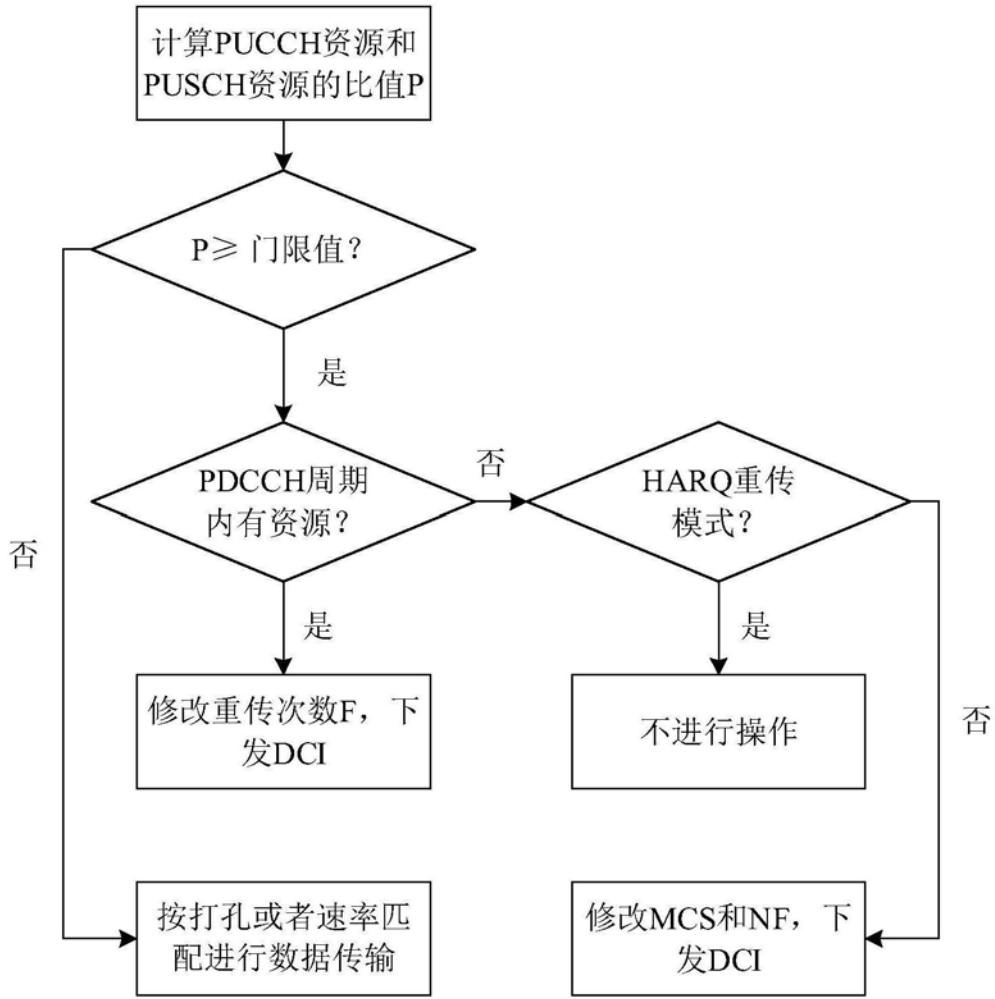 计算PUCCH资源和
PUSCH资源的比值P
P≥ 门限值？
是
PDCCH周期
内有资源？
否
HARQ重传
模式？
否
是
是
修改重传次数F，下
发DCI
不进行操作
否
按打孔或者速率匹
配进行数据传输
修改MCS和NF，下
发DCI